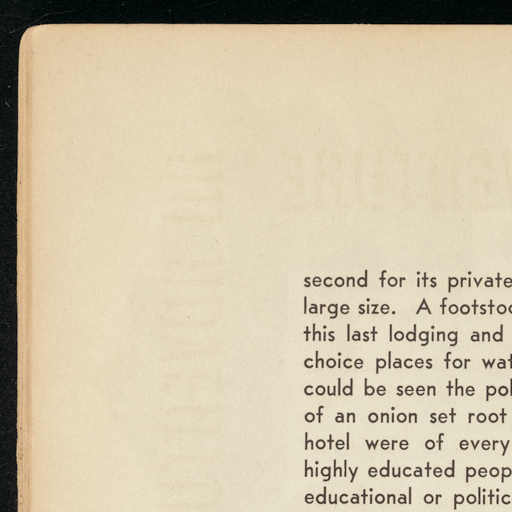 second for its private
large size. A footstoo
this last lodging and
choice places for wat
could be seen the pol
of an onion set root
hotel were of every
highly educated peop
educational or politic